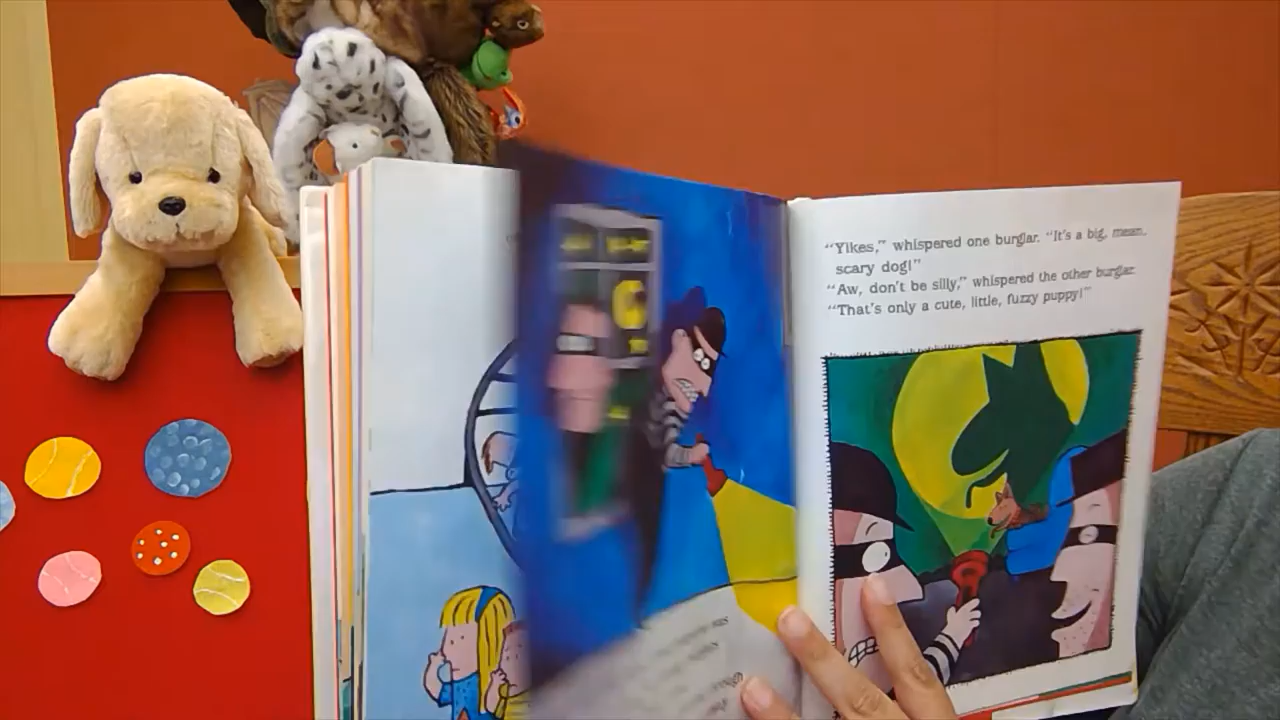 “Yikes,” whispered one burglar. “It's a big, mean,
scary dog!”
“Aw, don't be silly,” whispered the other burglar.
“That's only a cute, little, fuzzy puppy!”